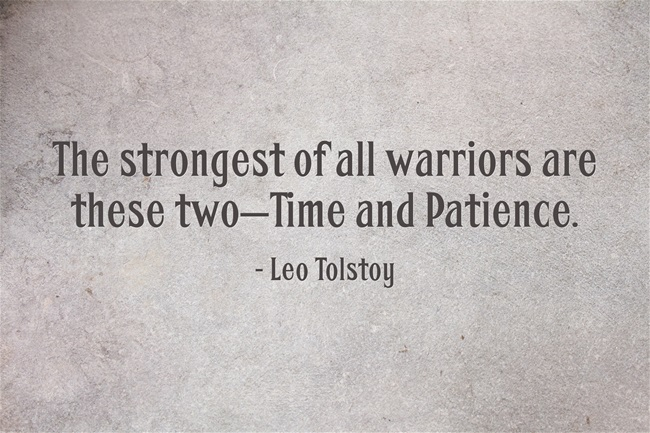 The strongest of all warriors are
these two—Time and Patience.
- Leo Tolstoy